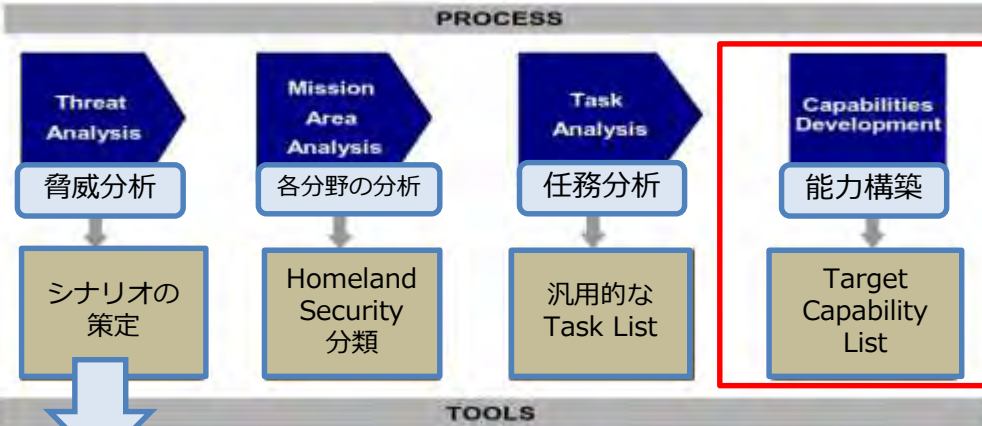 PROCESS
Threat
Analysis
脅威分析
シナリオの
策定
Mission
Area
Analysis
各分野の分析
Homeland
Security
分類
Task
Analysis
任務分析
汎用的な
Task List
Capabilities
Development
能力構築
Target
Capability
List
TOOLS